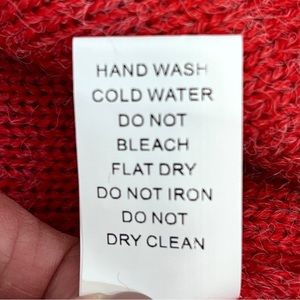 HAND WASH
COLD WATER
DO NOT
BLEACH
FLAT DRY
DO NOT IRON
DO NOT
DRY CLEAN